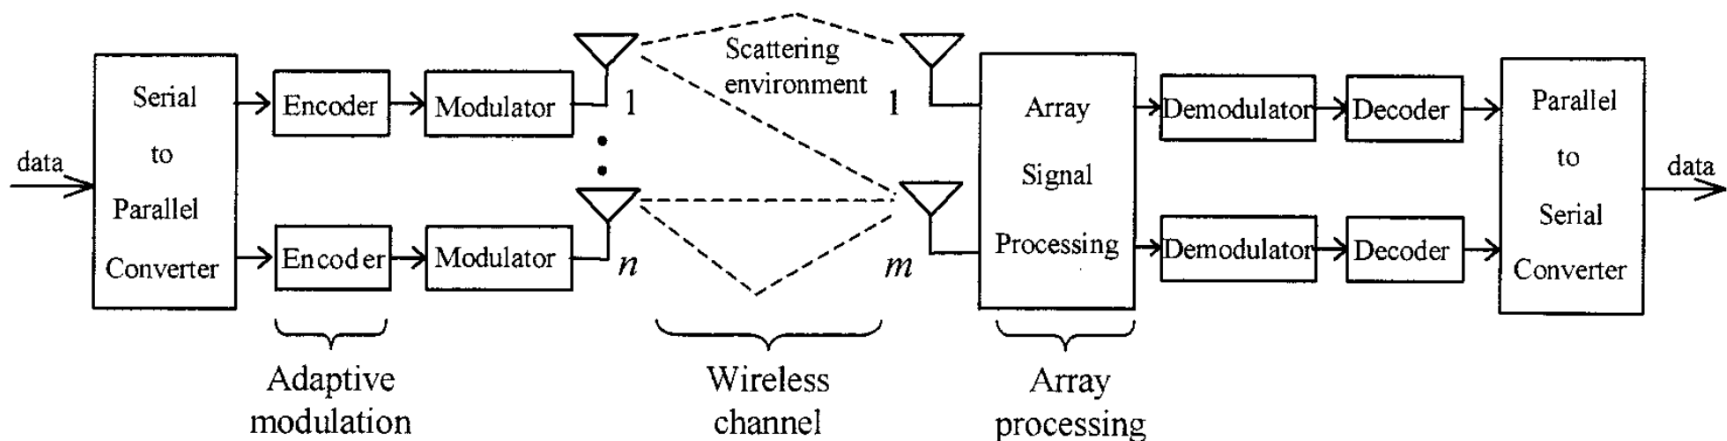 data
Serial
to
Parallel
Converter
Encoder
Modulator
1
Encoder
Modulator
n
Scattering
environment
1
m
Array
Signal
Processing
Demodulator
Decoder
Demodulator
Decoder
Parallel
to
Serial
Converter
data
Adaptive
modulation
Wireless
channel
Array
processing